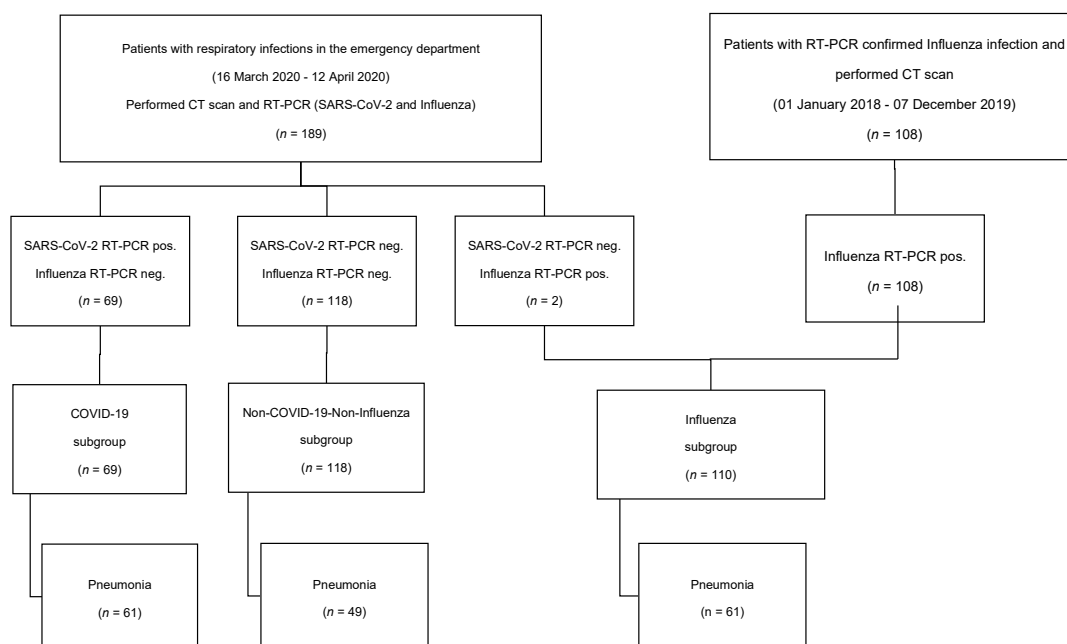 Patients with respiratory infections in the emergency department
(16 March 2020 - 12 April 2020)
Performed CT scan and RT-PCR (SARS-CoV-2 and Influenza)
(n = 189)
Patients with RT-PCR confirmed Influenza infection and
performed CT scan
(01 January 2018 - 07 December 2019)
(n = 108)
SARS-CoV-2 RT-PCR pos.
Influenza RT-PCR neg.
(n = 69)
SARS-CoV-2 RT-PCR neg.
Influenza RT-PCR neg.
(n = 118)
SARS-CoV-2 RT-PCR neg.
Influenza RT-PCR pos.
(n = 2)
Influenza RT-PCR pos.
(n = 108)
COVID-19
subgroup
(n = 69)
Non-COVID-19-Non-Influenza
subgroup
(n = 118)
Influenza
subgroup
(n = 110)
Pneumonia
(n = 61)
Pneumonia
(n = 49)
Pneumonia
(n = 61)